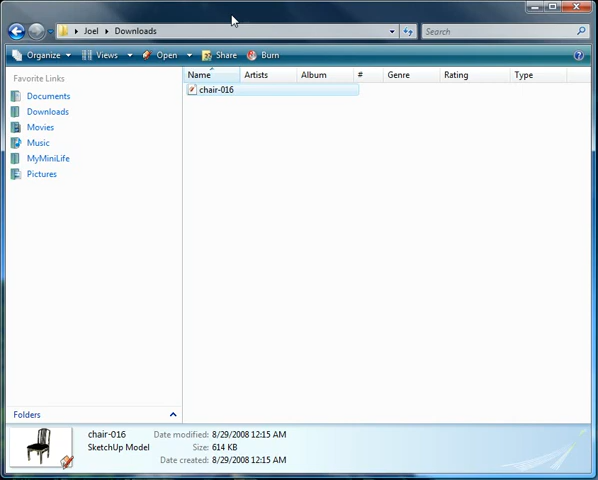 Joel Downloads Search
Organize Views Open Share Burn
Favorite Links
Documents
Downloads
Movies
Music
MyMiniLife
Pictures
Folders
Name Artists Album # Genre Rating Type
chair-016
chair-016 Date modified: 8/29/2008 12:15 AM
SketchUp Model Size: 614 KB
Date created: 8/29/2008 12:15 AM